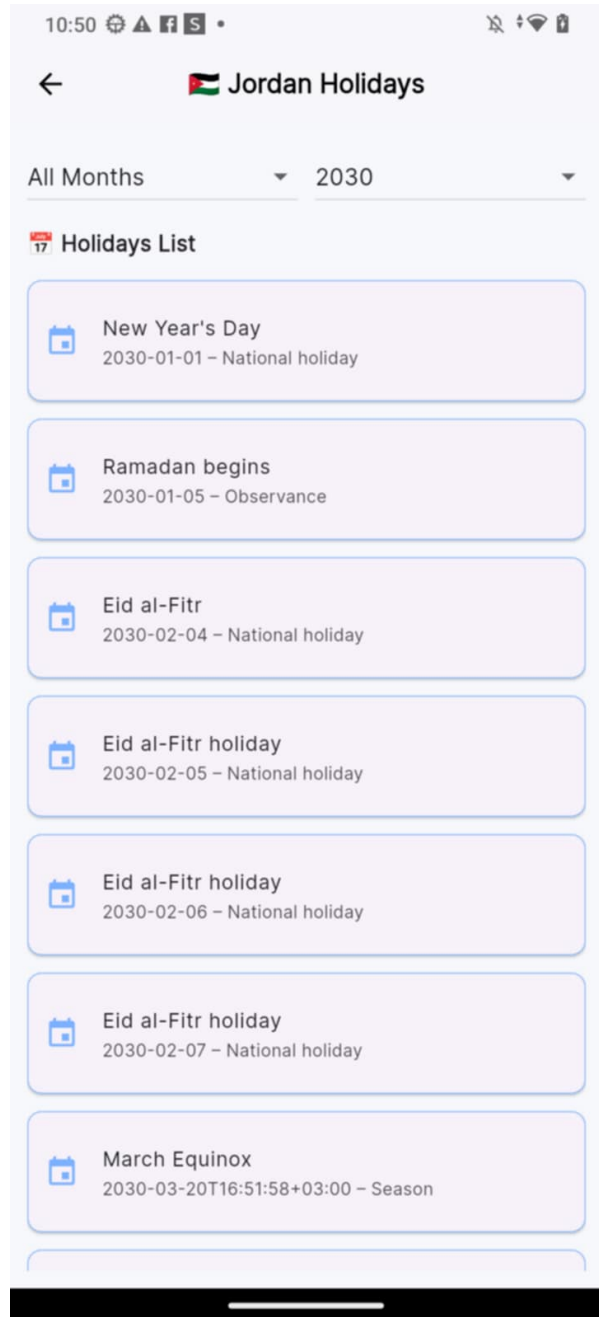 10:50
Jordan Holidays
All Months
2030
Holidays List
New Year's Day
2030-01-01 – National holiday
Ramadan begins
2030-01-05 – Observance
Eid al-Fitr
2030-02-04 – National holiday
Eid al-Fitr holiday
2030-02-05 – National holiday
Eid al-Fitr holiday
2030-02-06 – National holiday
Eid al-Fitr holiday
2030-02-07 – National holiday
March Equinox
2030-03-20T16:51:58+03:00 – Season